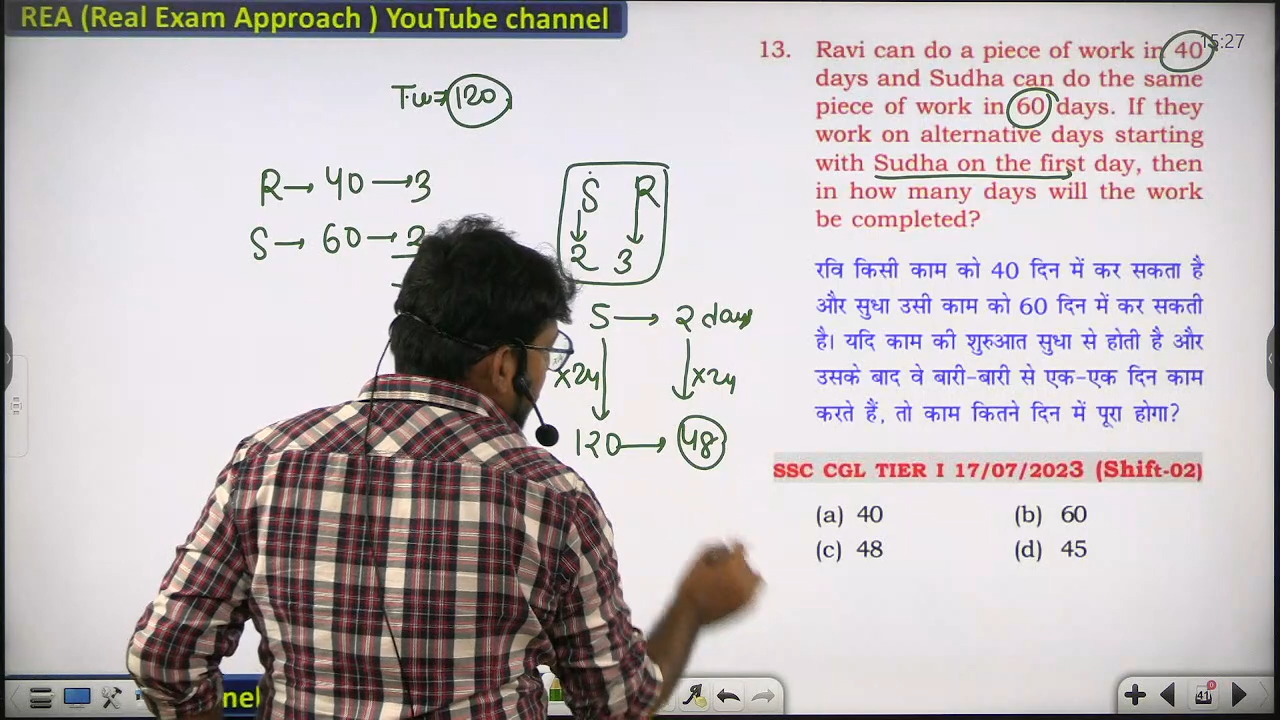 REA (Real Exam Approach ) YouTube channel
15:27
T.w = 120
R → 40 → 3
S → 60 → 2
S R
2 3
5 → 2 days
×24 ×24
120 → 48
13. Ravi can do a piece of work in 40
days and Sudha can do the same
piece of work in 60 days. If they
work on alternative days starting
with Sudha on the first day, then
in how many days will the work
be completed?
रवि किसी काम को 40 दिन में कर सकता है
और सुधा उसी काम को 60 दिन में कर सकती
है। यदि काम की शुरुआत सुधा से होती है और
उसके बाद वे बारी-बारी से एक-एक दिन काम
करते हैं, तो काम कितने दिन में पूरा होगा?
SSC CGL TIER I 17/07/2023 (Shift-02)
(a) 40 (b) 60
(c) 48 (d) 45
41